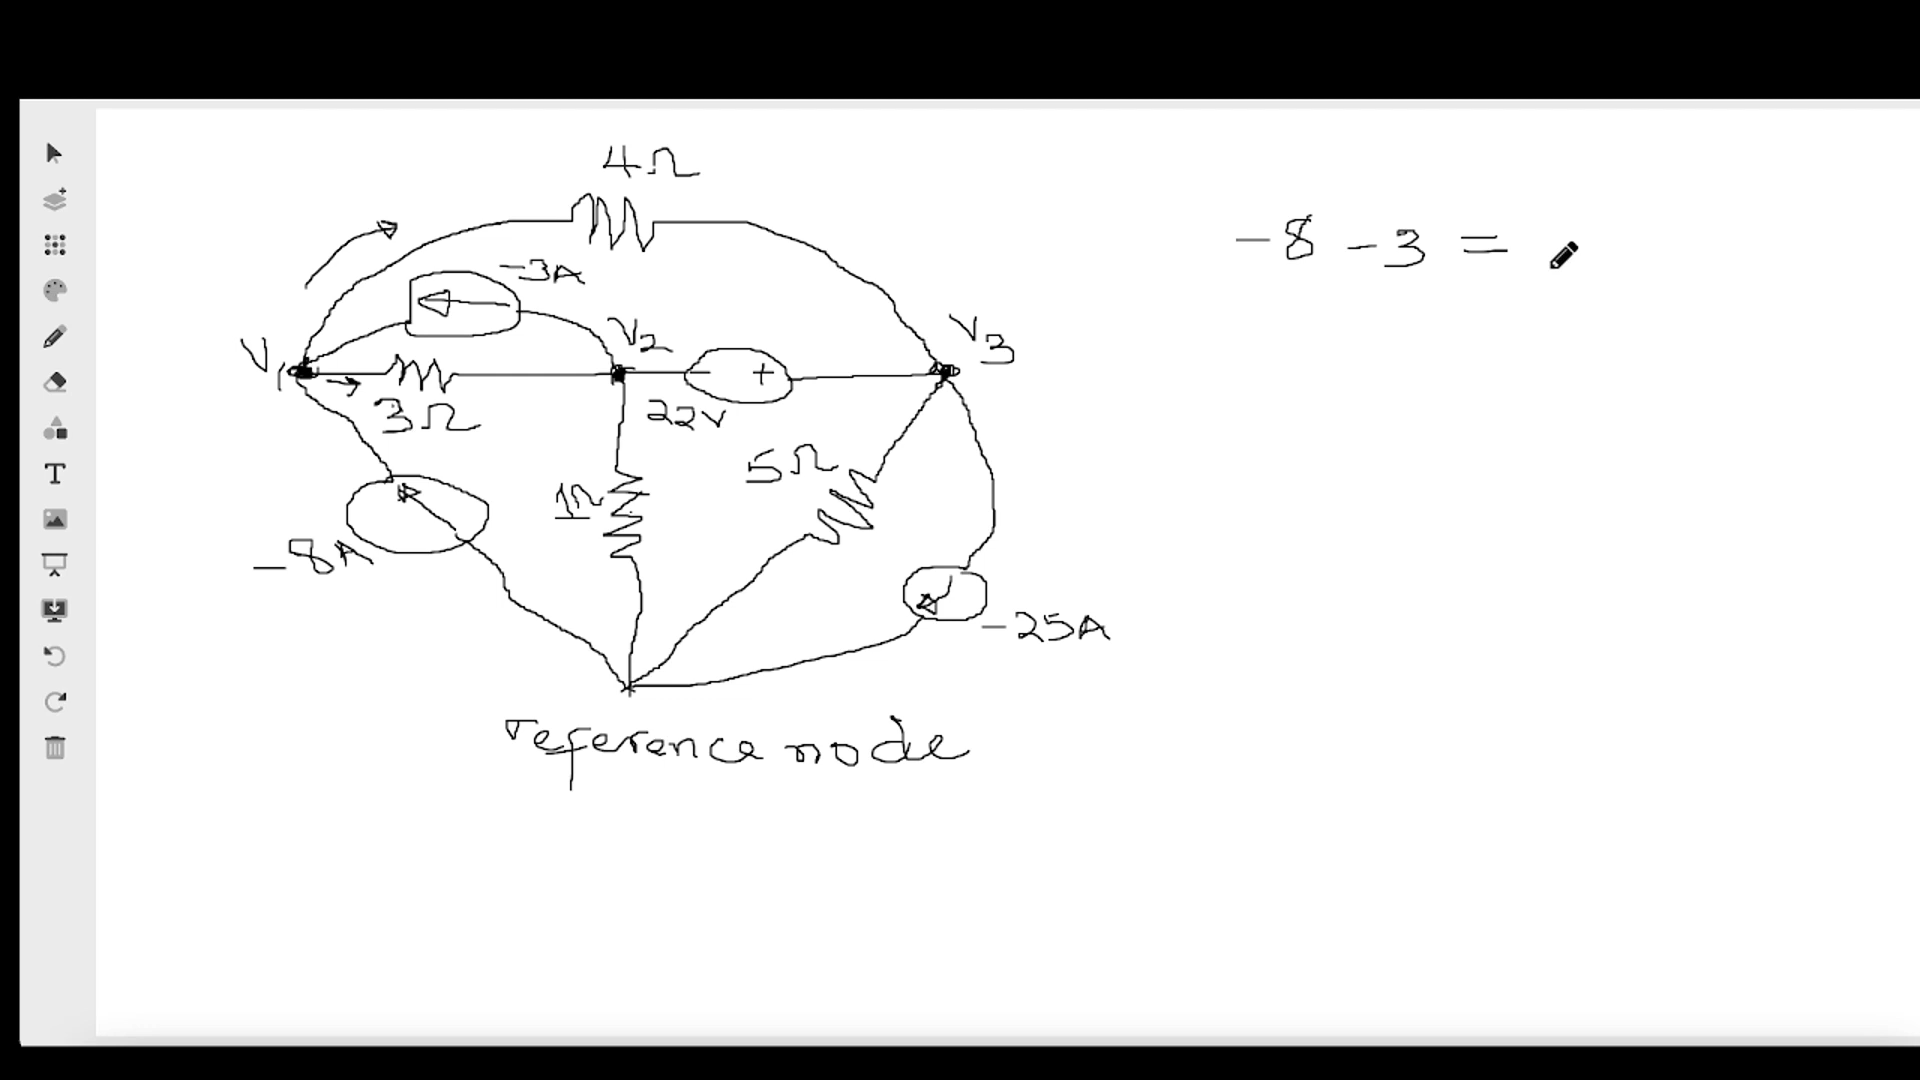 4Ω
-3A
V1
V2
V3
3Ω
22V
1Ω
5Ω
-8A
-25A
reference node
-8 -3 =
T